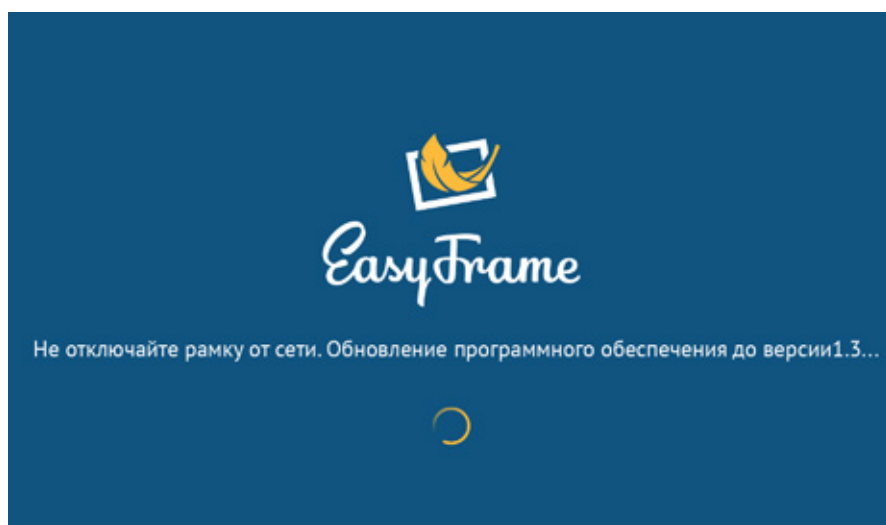 EasyFrame
Не отключайте рамку от сети. Обновление программного обеспечения до версии1.3...